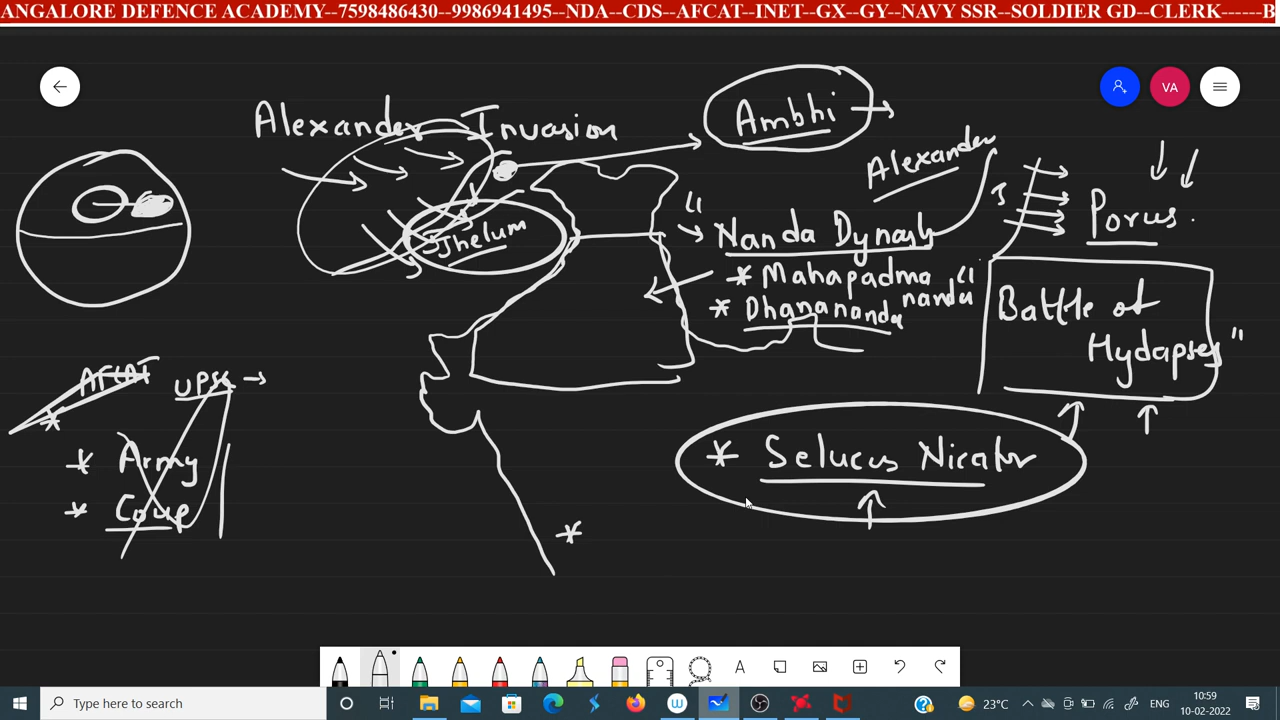 ANGALORE DEFENCE ACADEMY--7598486430--9986941495--NDA--CDS--AFCAT--INET--GX--GY--NAVY SSR--SOLDIER GD--CLERK------B
VA
Alexander Invasion
Ambhi →
Alexander
Jhelum
Porus.
"
Nanda Dynasty
* Mahapadma "
nanda
* Dhanananda
Battle of
Hydapses"
AFCAT UPSC →
*
* Army
* Coup
* Selucus Nicator
*
A
Type here to search
23°C
ENG
10:59
10-02-2022